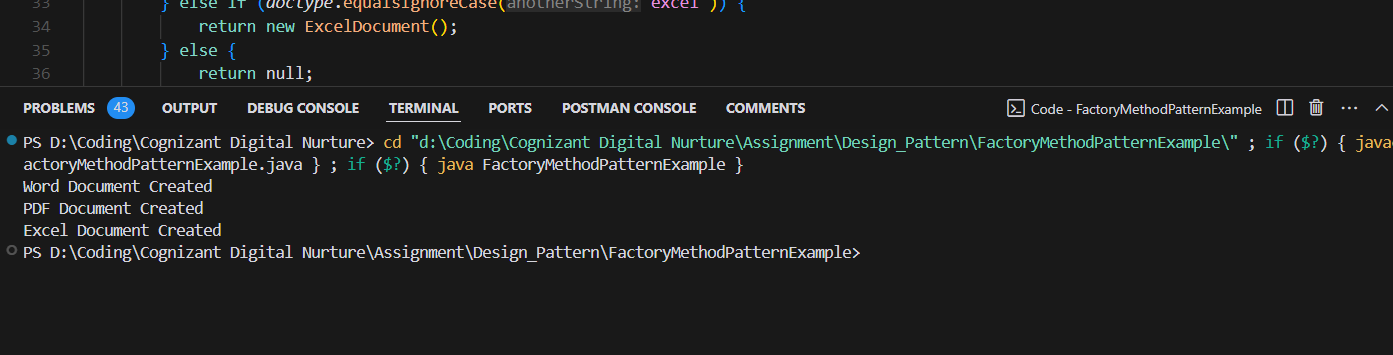 33 } else if (doctype.equalsIgnoreCase(anotherString: "excel")) {
34 return new ExcelDocument();
35 } else {
36 return null;
PROBLEMS 43 OUTPUT DEBUG CONSOLE TERMINAL PORTS POSTMAN CONSOLE COMMENTS Code - FactoryMethodPatternExample
PS D:\Coding\Cognizant Digital Nurture> cd "d:\Coding\Cognizant Digital Nurture\Assignment\Design_Pattern\FactoryMethodPatternExample\" ; if ($?) { javac
actoryMethodPatternExample.java } ; if ($?) { java FactoryMethodPatternExample }
Word Document Created
PDF Document Created
Excel Document Created
PS D:\Coding\Cognizant Digital Nurture\Assignment\Design_Pattern\FactoryMethodPatternExample>